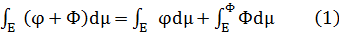 ∫_E (φ + Φ)dμ = ∫_E φdμ + ∫_E^Φ Φdμ (1)